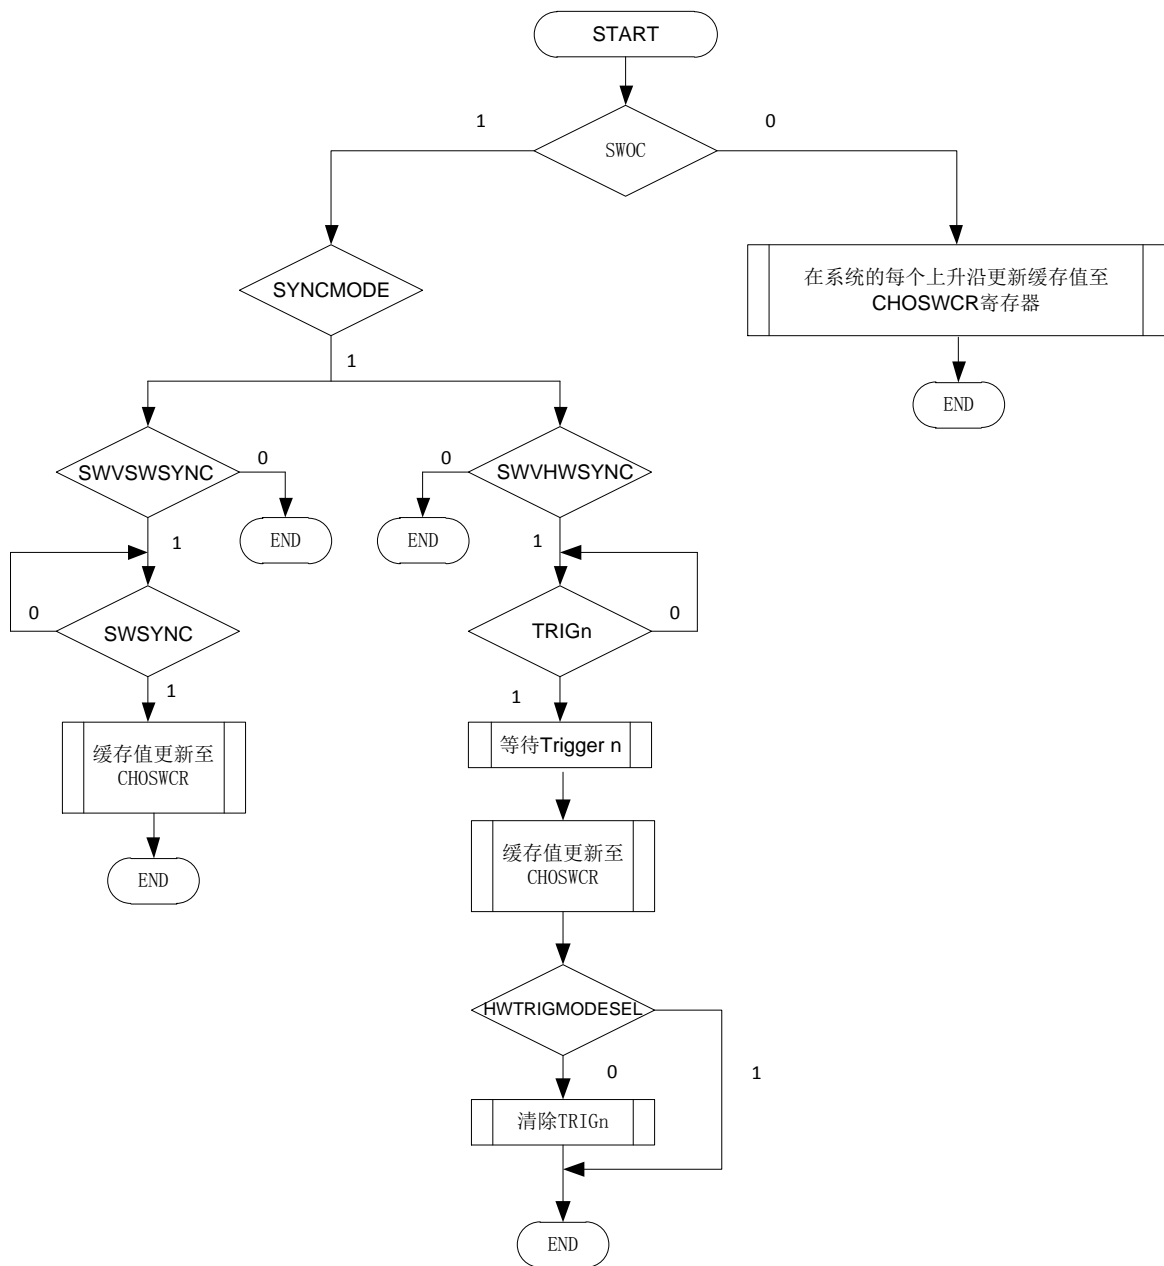 START
1
0
SWOC
SYNCMODE
在系统的每个上升沿更新缓存值至
CHOSWCR寄存器
1
END
SWVSWSYNC
0
0
SWVHWSYNC
END
END
1
1
0
SWSYNC
TRIGn
0
1
1
缓存值更新至
CHOSWCR
等待Trigger n
END
缓存值更新至
CHOSWCR
HWTRIGMODESEL
0
1
清除TRIGn
END